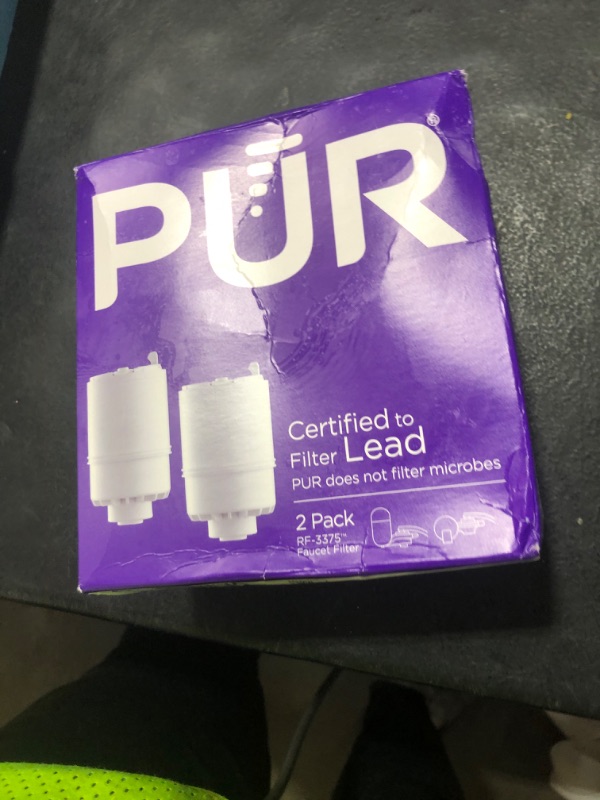 PUR®
Certified to
Filter Lead
PUR does not filter microbes
2 Pack
RF-3375™
Faucet Filter